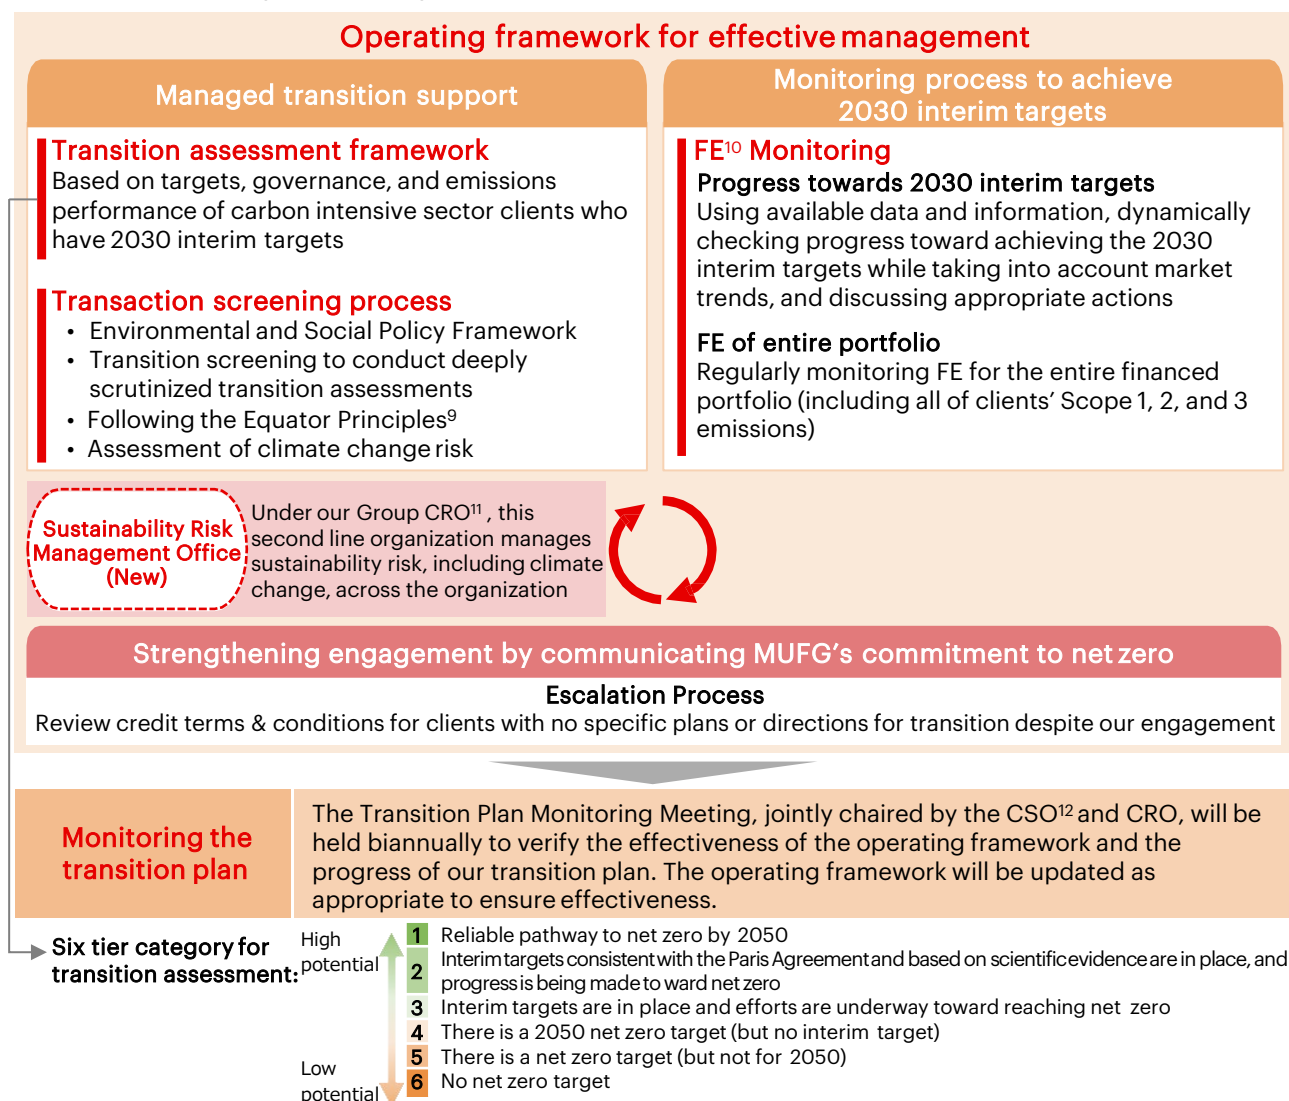 Operating framework for effective management
Managed transition support
Transition assessment framework
Based on targets, governance, and emissions
performance of carbon intensive sector clients who
have 2030 interim targets
Transaction screening process
• Environmental and Social Policy Framework
• Transition screening to conduct deeply
scrutinized transition assessments
• Following the Equator Principles9
• Assessment of climate change risk
Monitoring process to achieve
2030 interim targets
FE10 Monitoring
Progress towards 2030 interim targets
Using available data and information, dynamically
checking progress toward achieving the 2030
interim targets while taking into account market
trends, and discussing appropriate actions
FE of entire portfolio
Regularly monitoring FE for the entire financed
portfolio (including all of clients’ Scope 1, 2, and 3
emissions)
Sustainability Risk
Management Office
(New)
Under our Group CRO11 , this
second line organization manages
sustainability risk, including climate
change, across the organization
Strengthening engagement by communicating MUFG’s commitment to net zero
Escalation Process
Review credit terms & conditions for clients with no specific plans or directions for transition despite our engagement
Monitoring the
transition plan
The Transition Plan Monitoring Meeting, jointly chaired by the CSO12 and CRO, will be
held biannually to verify the effectiveness of the operating framework and the
progress of our transition plan. The operating framework will be updated as
appropriate to ensure effectiveness.
Six tier category for
transition assessment:
High
potential
1 Reliable pathway to net zero by 2050
2 Interim targets consistent with the Paris Agreement and based on scientific evidence are in place, and
progress is being made to ward net zero
3 Interim targets are in place and efforts are underway toward reaching net zero
4 There is a 2050 net zero target (but no interim target)
5 There is a net zero target (but not for 2050)
6 No net zero target
Low
potential